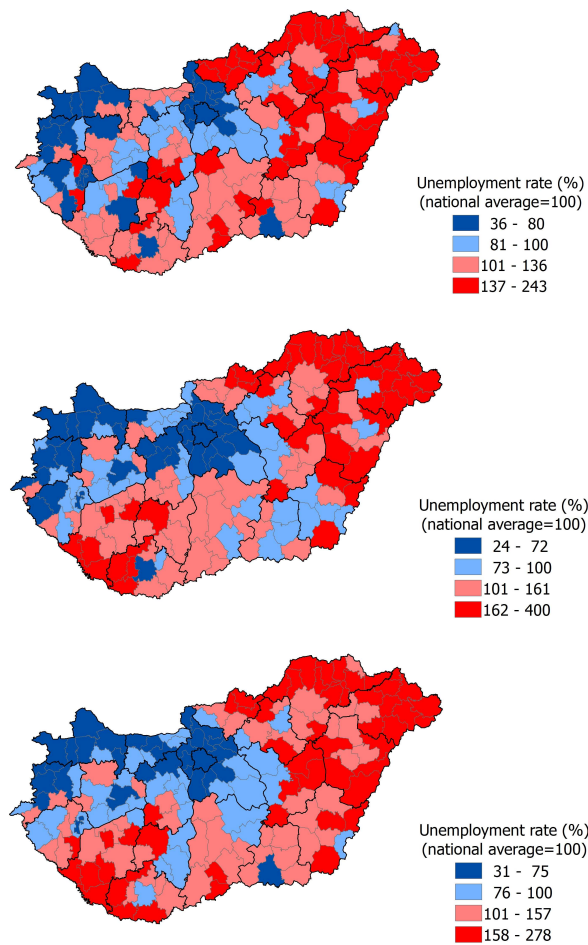 Unemployment rate (%)
(national average=100)
36 - 80
81 - 100
101 - 136
137 - 243
Unemployment rate (%)
(national average=100)
24 - 72
73 - 100
101 - 161
162 - 400
Unemployment rate (%)
(national average=100)
31 - 75
76 - 100
101 - 157
158 - 278